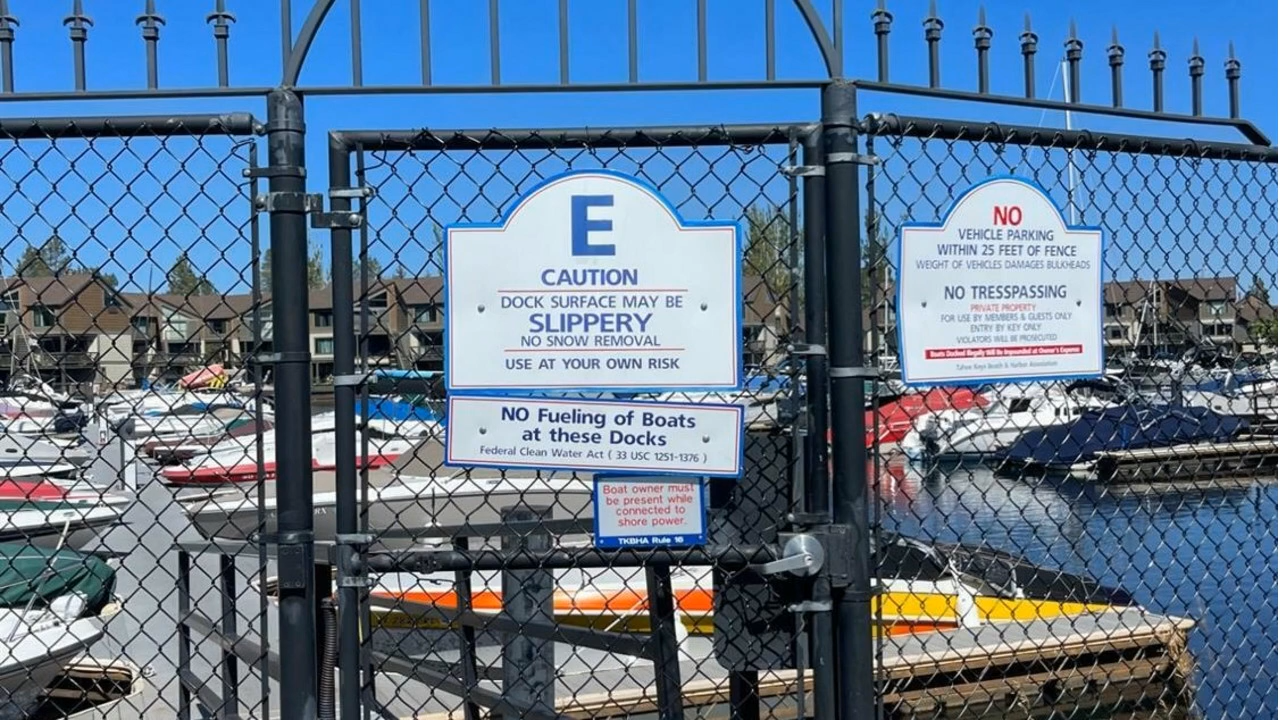 E
CAUTION
DOCK SURFACE MAY BE
SLIPPERY
NO SNOW REMOVAL
USE AT YOUR OWN RISK
NO Fueling of Boats
at these Docks
Federal Clean Water Act ( 33 USC 1251-1376 )
Boat owner must
be present while
connected to
shore power.
TKBHA Rule 16
NO
VEHICLE PARKING
WITHIN 25 FEET OF FENCE
WEIGHT OF VEHICLES DAMAGES BULKHEADS
NO TRESSPASSING
PRIVATE PROPERTY
FOR USE BY MEMBERS & GUESTS ONLY
ENTRY BY KEY ONLY
VIOLATORS WILL BE PROSECUTED
Boats Docked Illegally Will Be Impounded at Owner's Expense
Tahoe Keys Beach & Harbor Association